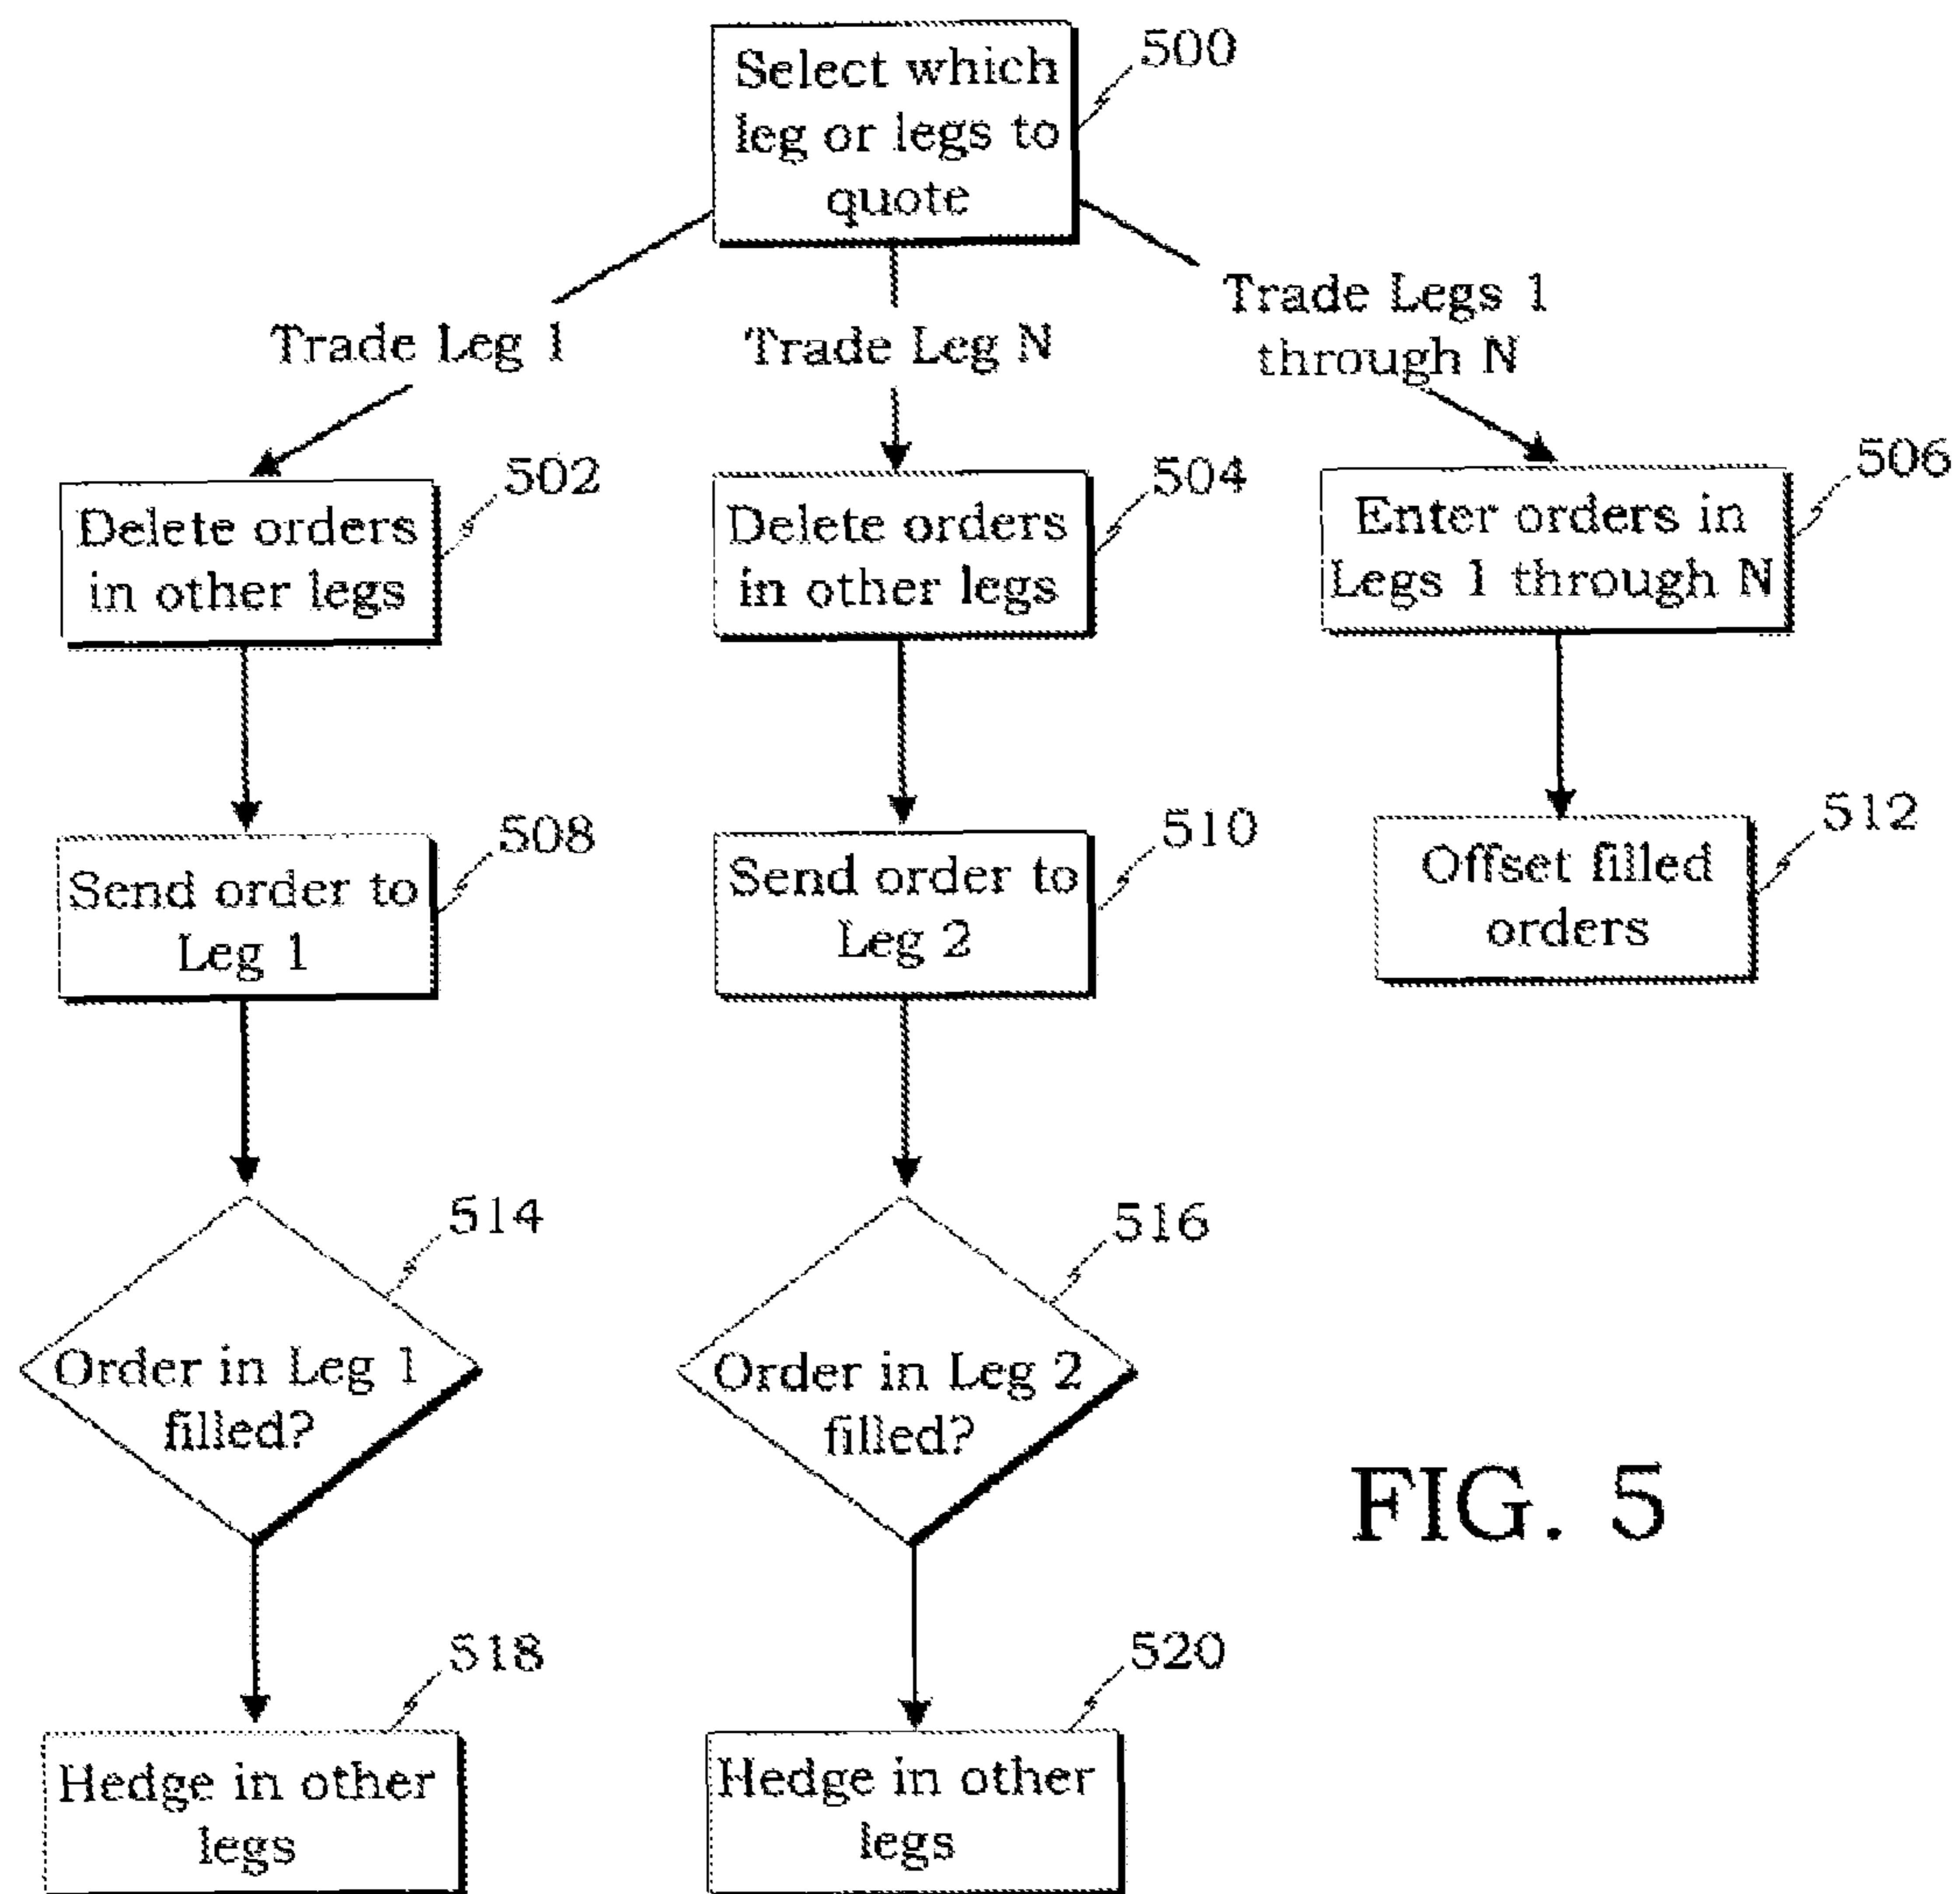 Select which
leg or legs to
quote
500
Trade Leg 1
Trade Leg N
Trade Legs 1
through N
Delete orders
in other legs
502
Delete orders
in other legs
504
Enter orders in
Legs 1 through N
506
Send order to
Leg 1
508
Send order to
Leg 2
510
Offset filled
orders
512
Order in Leg 1
filled?
514
Order in Leg 2
filled?
516
Hedge in other
legs
518
Hedge in other
legs
520
FIG. 5